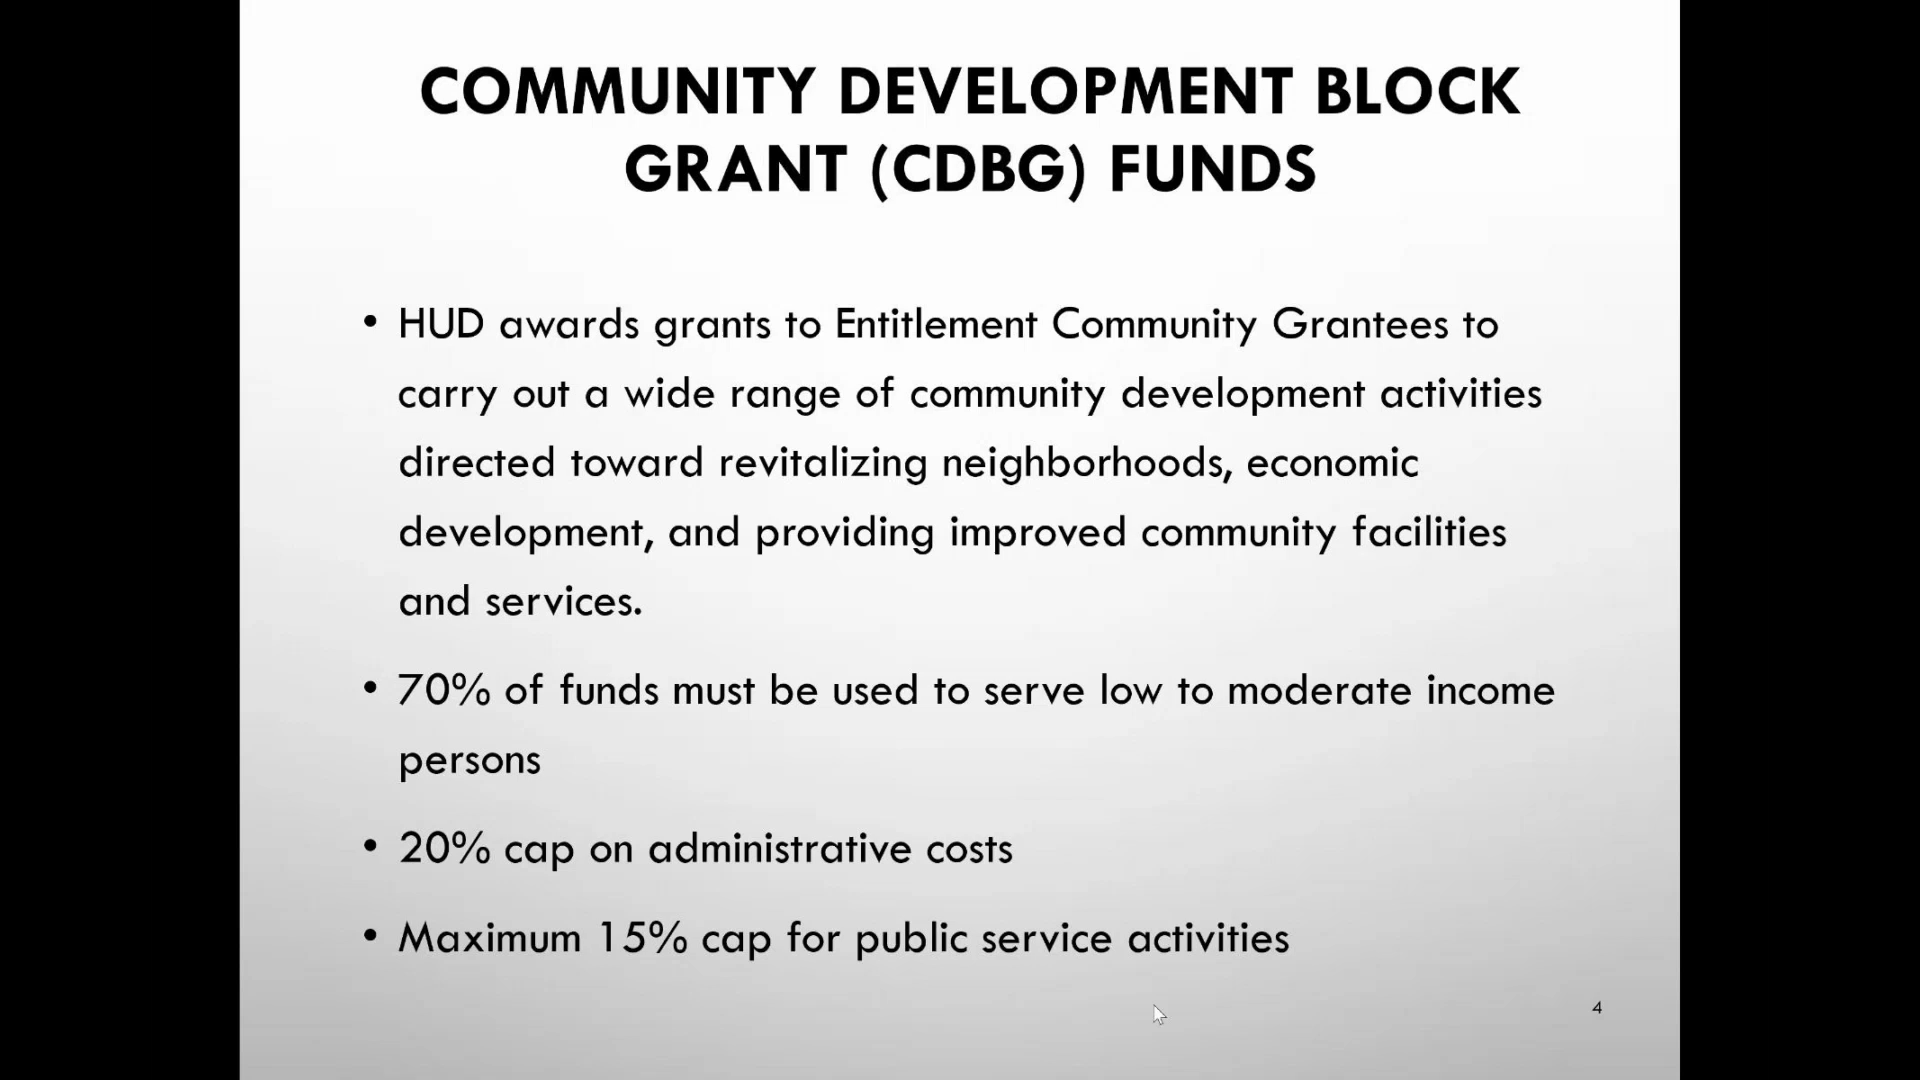 COMMUNITY DEVELOPMENT BLOCK
GRANT (CDBG) FUNDS
• HUD awards grants to Entitlement Community Grantees to
carry out a wide range of community development activities
directed toward revitalizing neighborhoods, economic
development, and providing improved community facilities
and services.
• 70% of funds must be used to serve low to moderate income
persons
• 20% cap on administrative costs
• Maximum 15% cap for public service activities
4